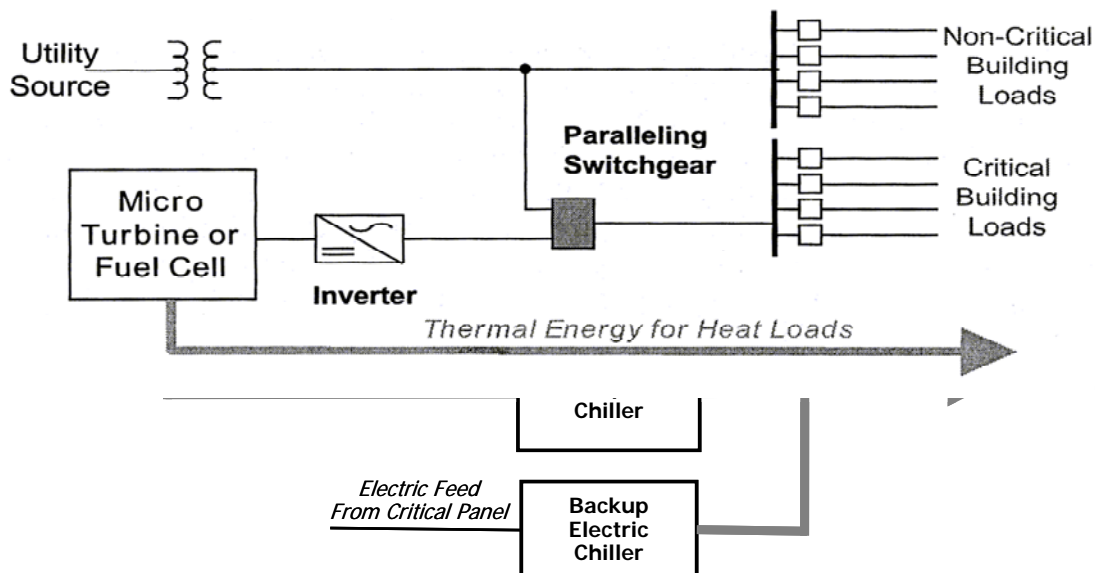 Utility
Source
Non-Critical
Building
Loads
Paralleling
Switchgear
Critical
Building
Loads
Micro
Turbine or
Fuel Cell
Inverter
Thermal Energy for Heat Loads
Chiller
Electric Feed
From Critical Panel
Backup
Electric
Chiller